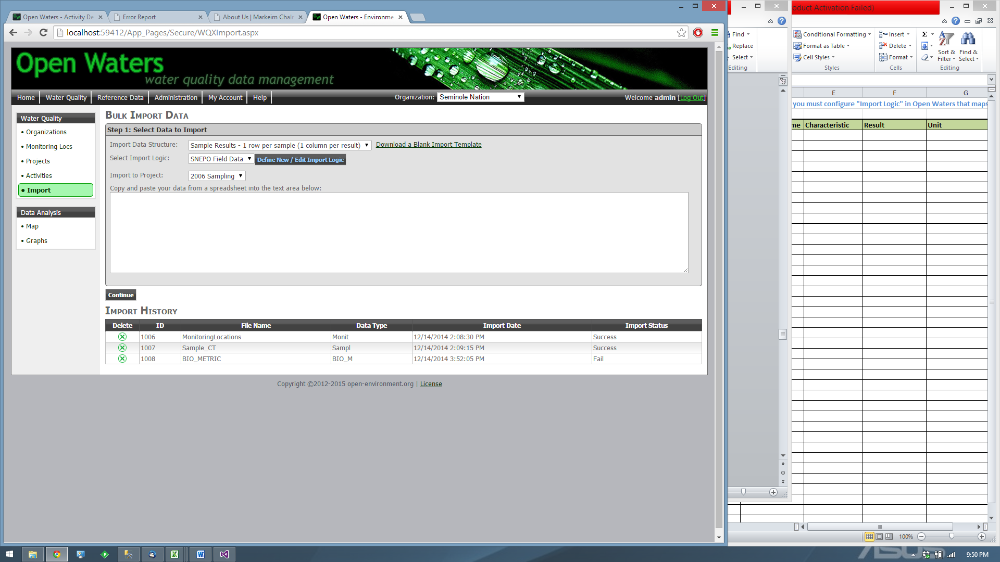 Open Waters - Activity De
Error Report
About Us | Markeim Chalm
Open Waters - Environme
localhost:59412/App_Pages/Secure/WQXImport.aspx
Open Waters
water quality data management
Home
Water Quality
Reference Data
Administration
My Account
Help
Organization:
Seminole Nation
Welcome admin [Log Out]
Water Quality
• Organizations
• Monitoring Locs
• Projects
• Activities
• Import
Data Analysis
• Map
• Graphs
Bulk Import Data
Step 1: Select Data to Import
Import Data Structure:
Sample Results - 1 row per sample (1 column per result)
Download a Blank Import Template
Select Import Logic:
SNEPO Field Data
Define New / Edit Import Logic
Import to Project:
2006 Sampling
Copy and paste your data from a spreadsheet into the text area below:
Continue
Import History
Delete ID File Name Data Type Import Date Import Status
1006 MonitoringLocations Monit 12/14/2014 2:08:30 PM Success
1007 Sample_CT Sampl 12/14/2014 2:09:15 PM Success
1008 BIO_METRIC BIO_M 12/14/2014 3:52:05 PM Fail
Copyright ©2012-2015 open-environment.org | License
Find
Replace
Select
Editing
oduct Activation Failed)
Conditional Formatting
Format as Table
Cell Styles
Styles
Insert
Delete
Format
Cells
Σ
Sort & Filter
Find & Select
Editing
E F G
you must configure "Import Logic" in Open Waters that maps
me Characteristic Result Unit
100%
ASUS
9:50 PM